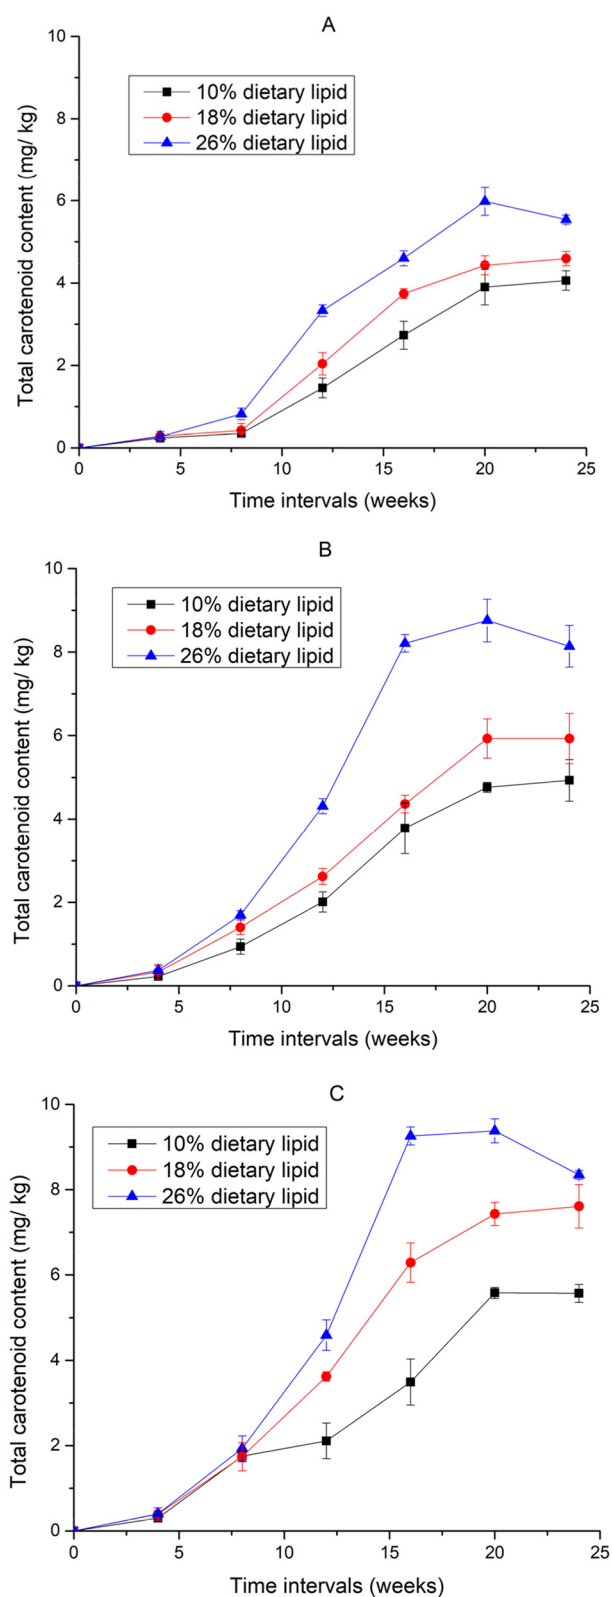 A
10
8
6
4
2
0
Total carotenoid content (mg/ kg)
10% dietary lipid
18% dietary lipid
26% dietary lipid
0 5 10 15 20 25
Time intervals (weeks)
B
10
8
6
4
2
0
Total carotenoid content (mg/ kg)
10% dietary lipid
18% dietary lipid
26% dietary lipid
0 5 10 15 20 25
Time intervals (weeks)
C
10
8
6
4
2
0
Total carotenoid content (mg/ kg)
10% dietary lipid
18% dietary lipid
26% dietary lipid
0 5 10 15 20 25
Time intervals (weeks)